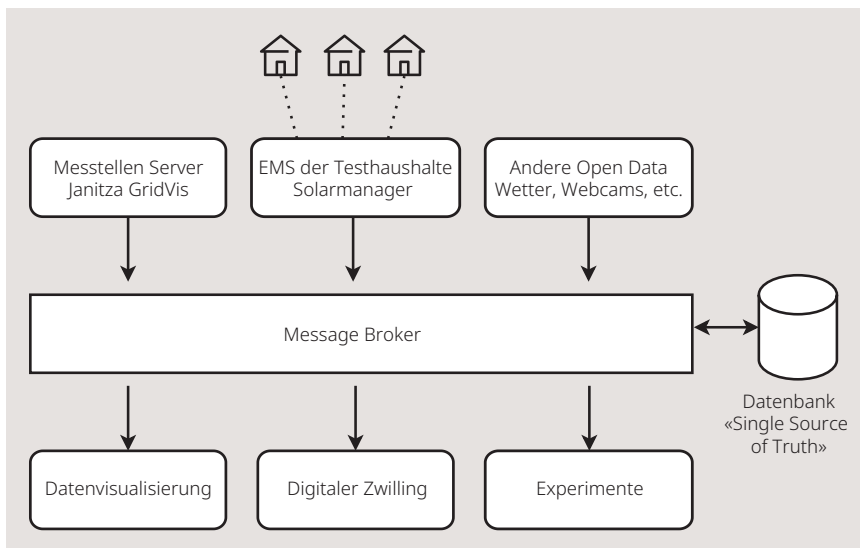 Messtellen Server
Janitza GridVis
EMS der Testhaushalte
Solarmanager
Andere Open Data
Wetter, Webcams, etc.
Message Broker
Datenbank
«Single Source
of Truth»
Datenvisualisierung
Digitaler Zwilling
Experimente